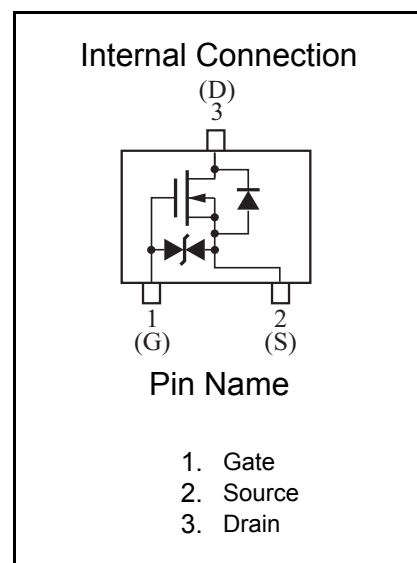 Internal Connection
(D)
3
1 2
(G) (S)
Pin Name
1. Gate
2. Source
3. Drain